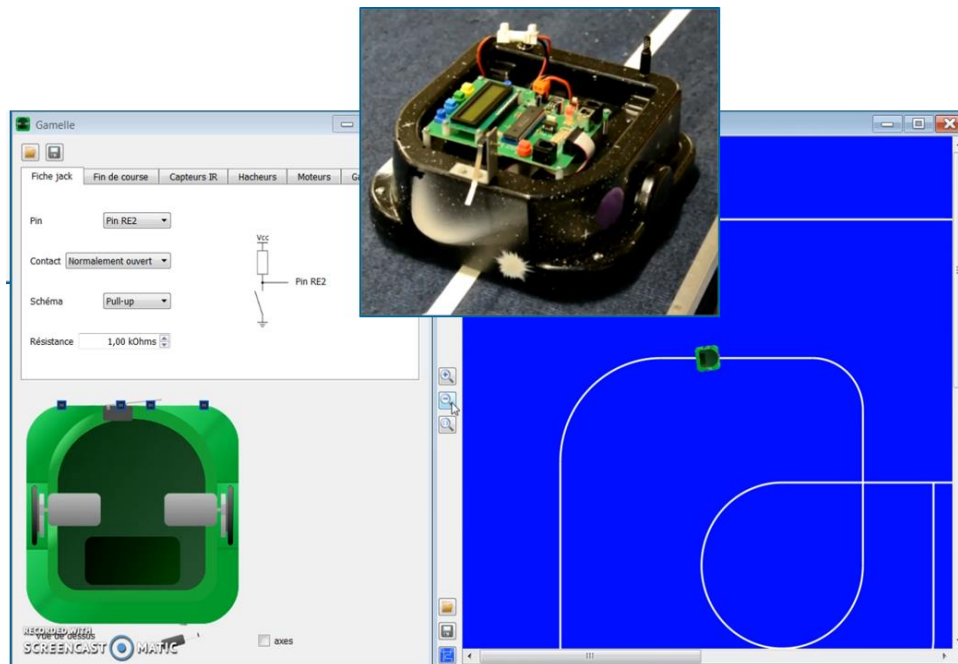 Gamelle
Fiche jack
Fin de course
Capteurs IR
Hacheurs
Moteurs
Pin
Pin RE2
Contact
Normalement ouvert
Schéma
Pull-up
Résistance
1,00 kOhms
Vcc
Pin RE2
vue de dessus
RECORDED WITH
SCREENCAST MATIC
axes